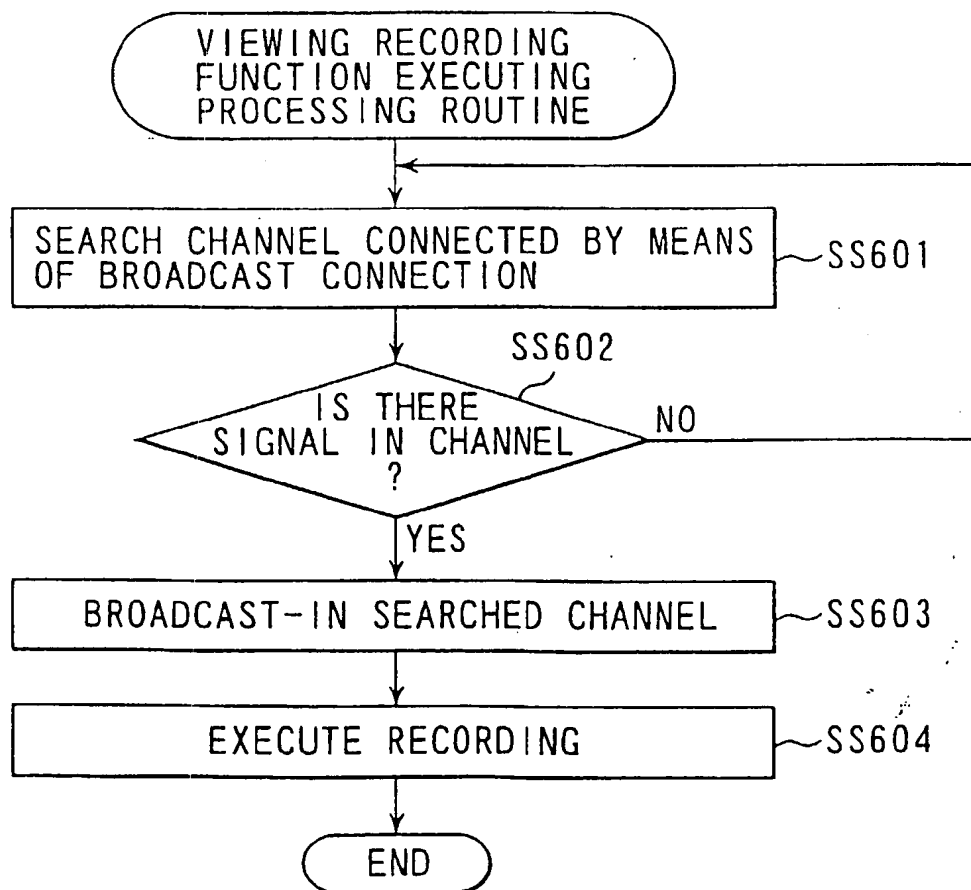 VIEWING RECORDING
FUNCTION EXECUTING
PROCESSING ROUTINE
SEARCH CHANNEL CONNECTED BY MEANS
OF BROADCAST CONNECTION
SS601
SS602
IS THERE
SIGNAL IN CHANNEL
?
NO
YES
BROADCAST-IN SEARCHED CHANNEL
SS603
EXECUTE RECORDING
SS604
END